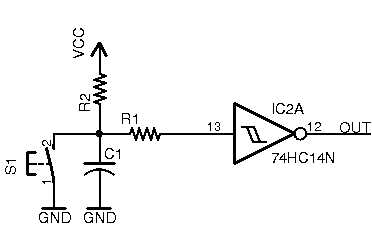 VCC
R2
R1
IC2A
13
12
OUT
2
S1
C1
1
74HC14N
GND
GND